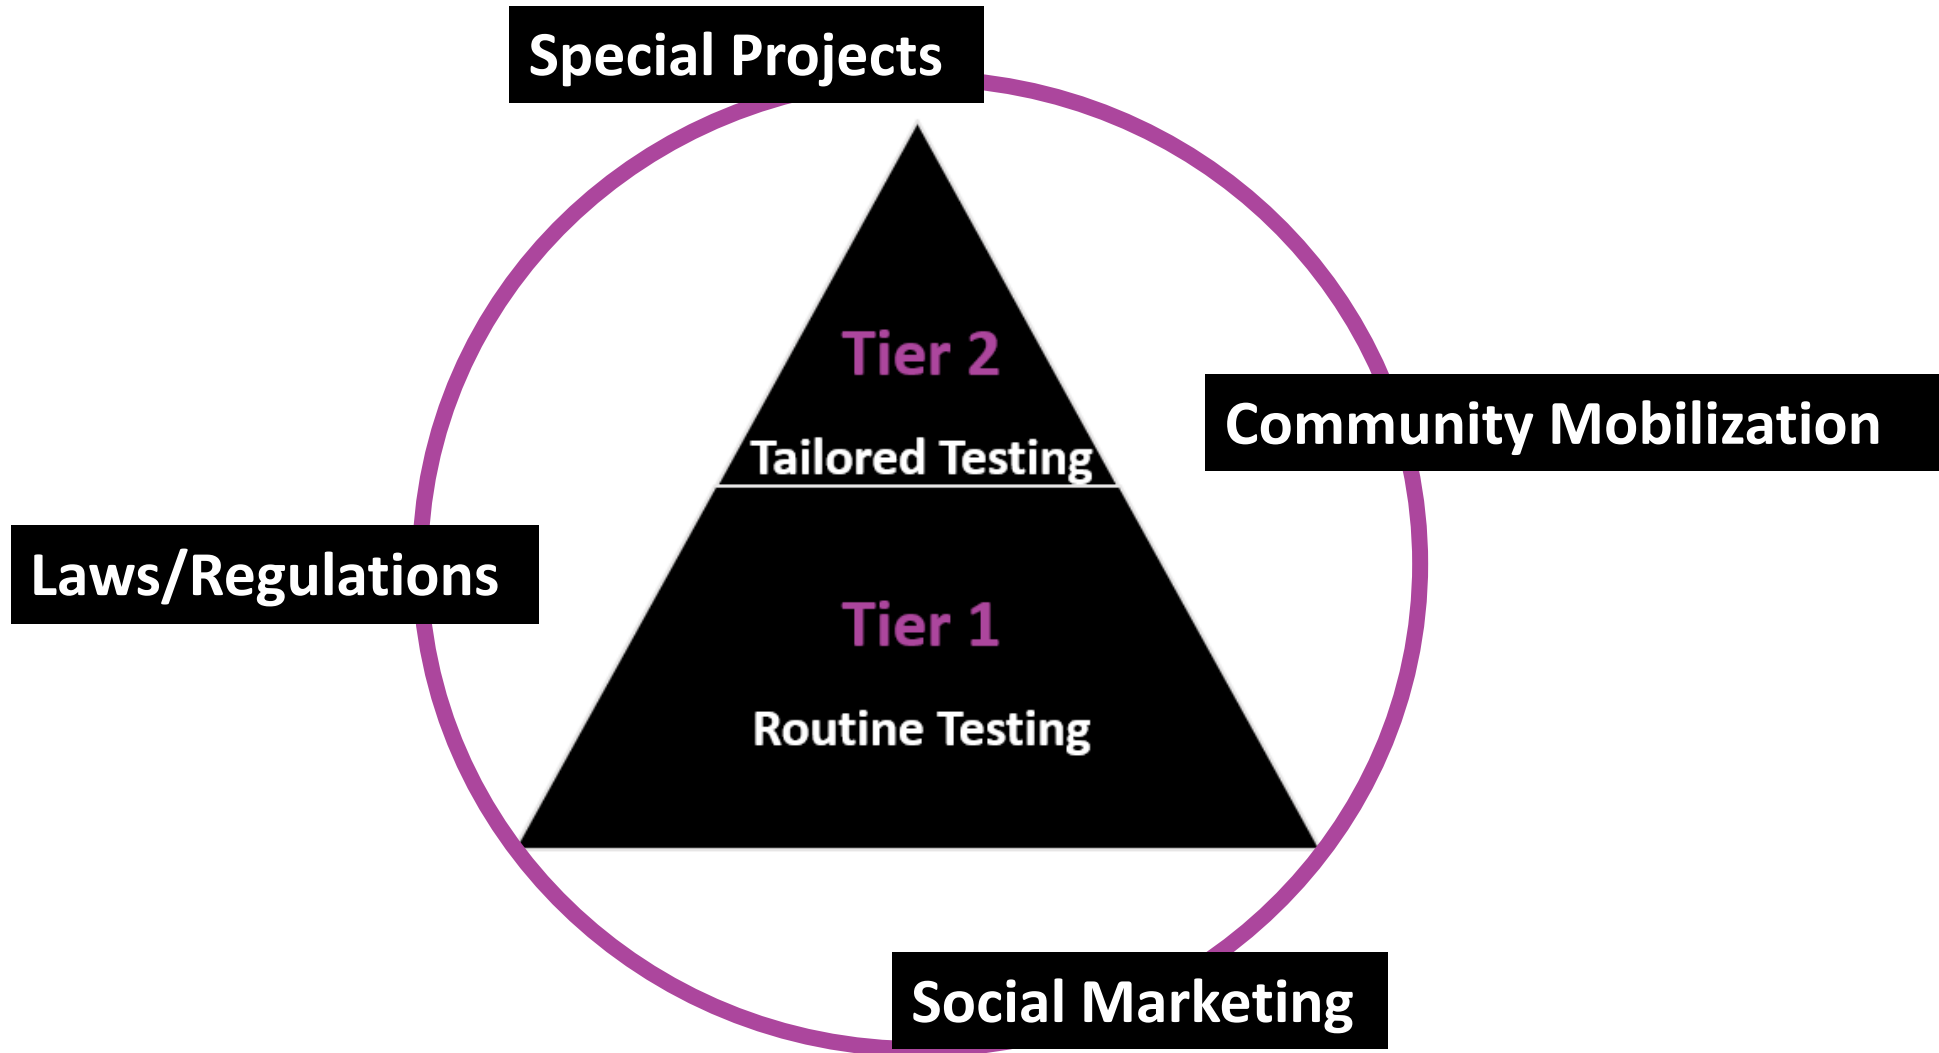 Special Projects
Tier 2
Community Mobilization
Tailored Testing
Laws/Regulations
Tier 1
Routine Testing
Social Marketing